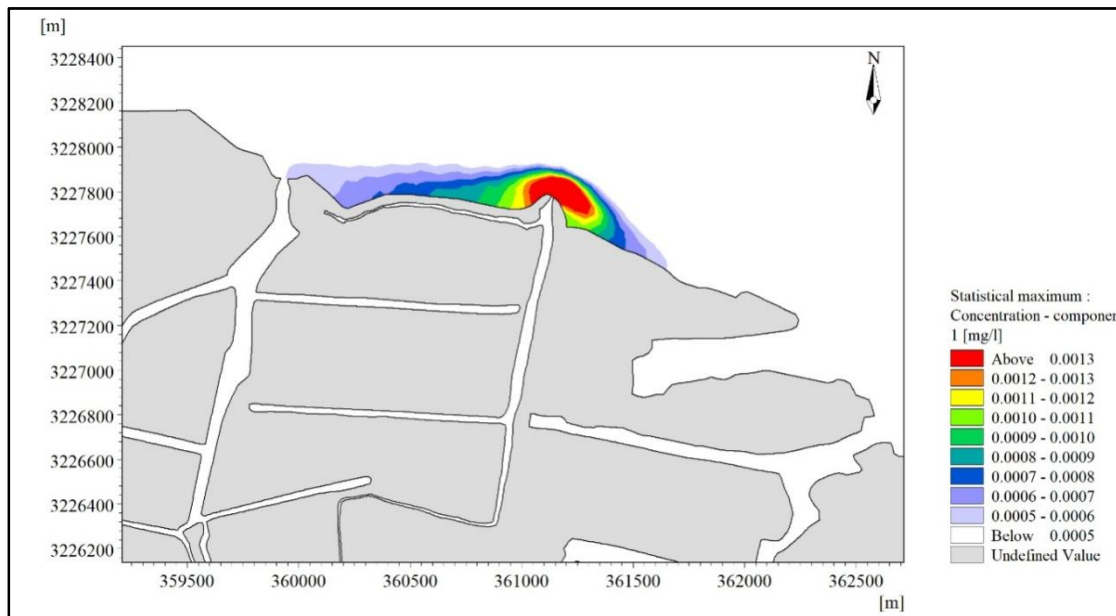 [m]
3228400
3228200
3228000
3227800
3227600
3227400
3227200
3227000
3226800
3226600
3226400
3226200
359500 360000 360500 361000 361500 362000 362500
[m]
N
Statistical maximum :
Concentration - componen
1 [mg/l]
Above 0.0013
0.0012 - 0.0013
0.0011 - 0.0012
0.0010 - 0.0011
0.0009 - 0.0010
0.0008 - 0.0009
0.0007 - 0.0008
0.0006 - 0.0007
0.0005 - 0.0006
Below 0.0005
Undefined Value